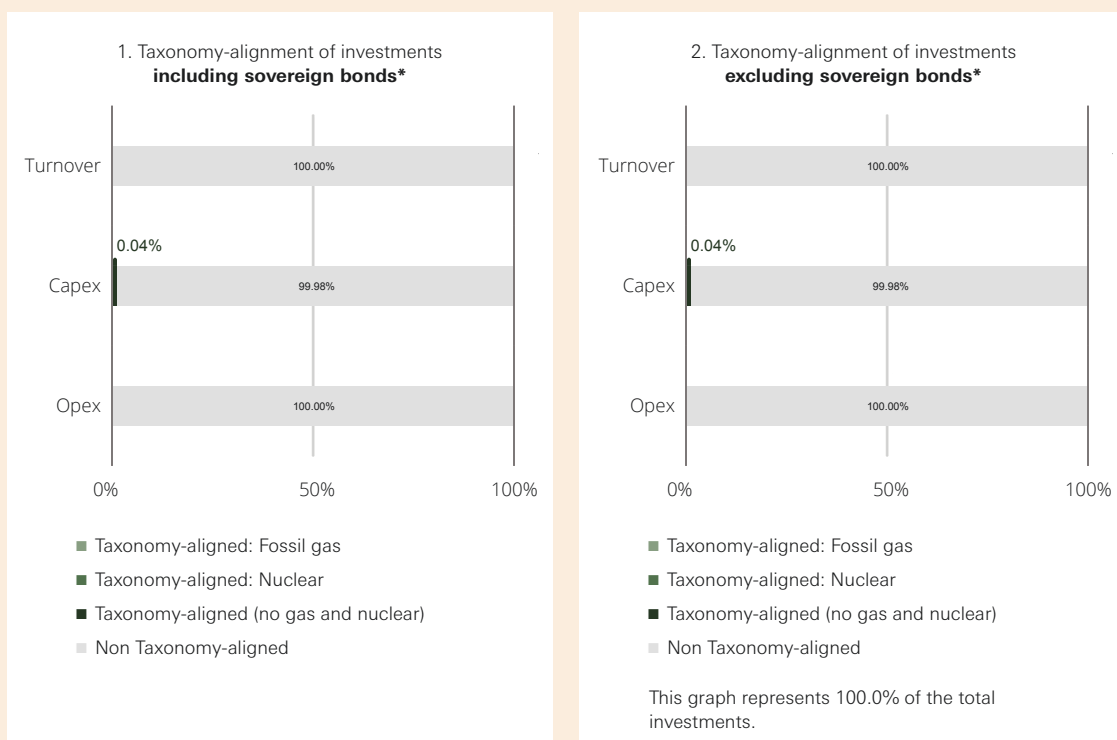 1. Taxonomy-alignment of investments
including sovereign bonds*
Turnover
100.00%
0.04%
Capex
99.98%
Opex
100.00%
0%
50%
100%
Taxonomy-aligned: Fossil gas
Taxonomy-aligned: Nuclear
Taxonomy-aligned (no gas and nuclear)
Non Taxonomy-aligned
2. Taxonomy-alignment of investments
excluding sovereign bonds*
Turnover
100.00%
0.04%
Capex
99.98%
Opex
100.00%
0%
50%
100%
Taxonomy-aligned: Fossil gas
Taxonomy-aligned: Nuclear
Taxonomy-aligned (no gas and nuclear)
Non Taxonomy-aligned
This graph represents 100.0% of the total
investments.